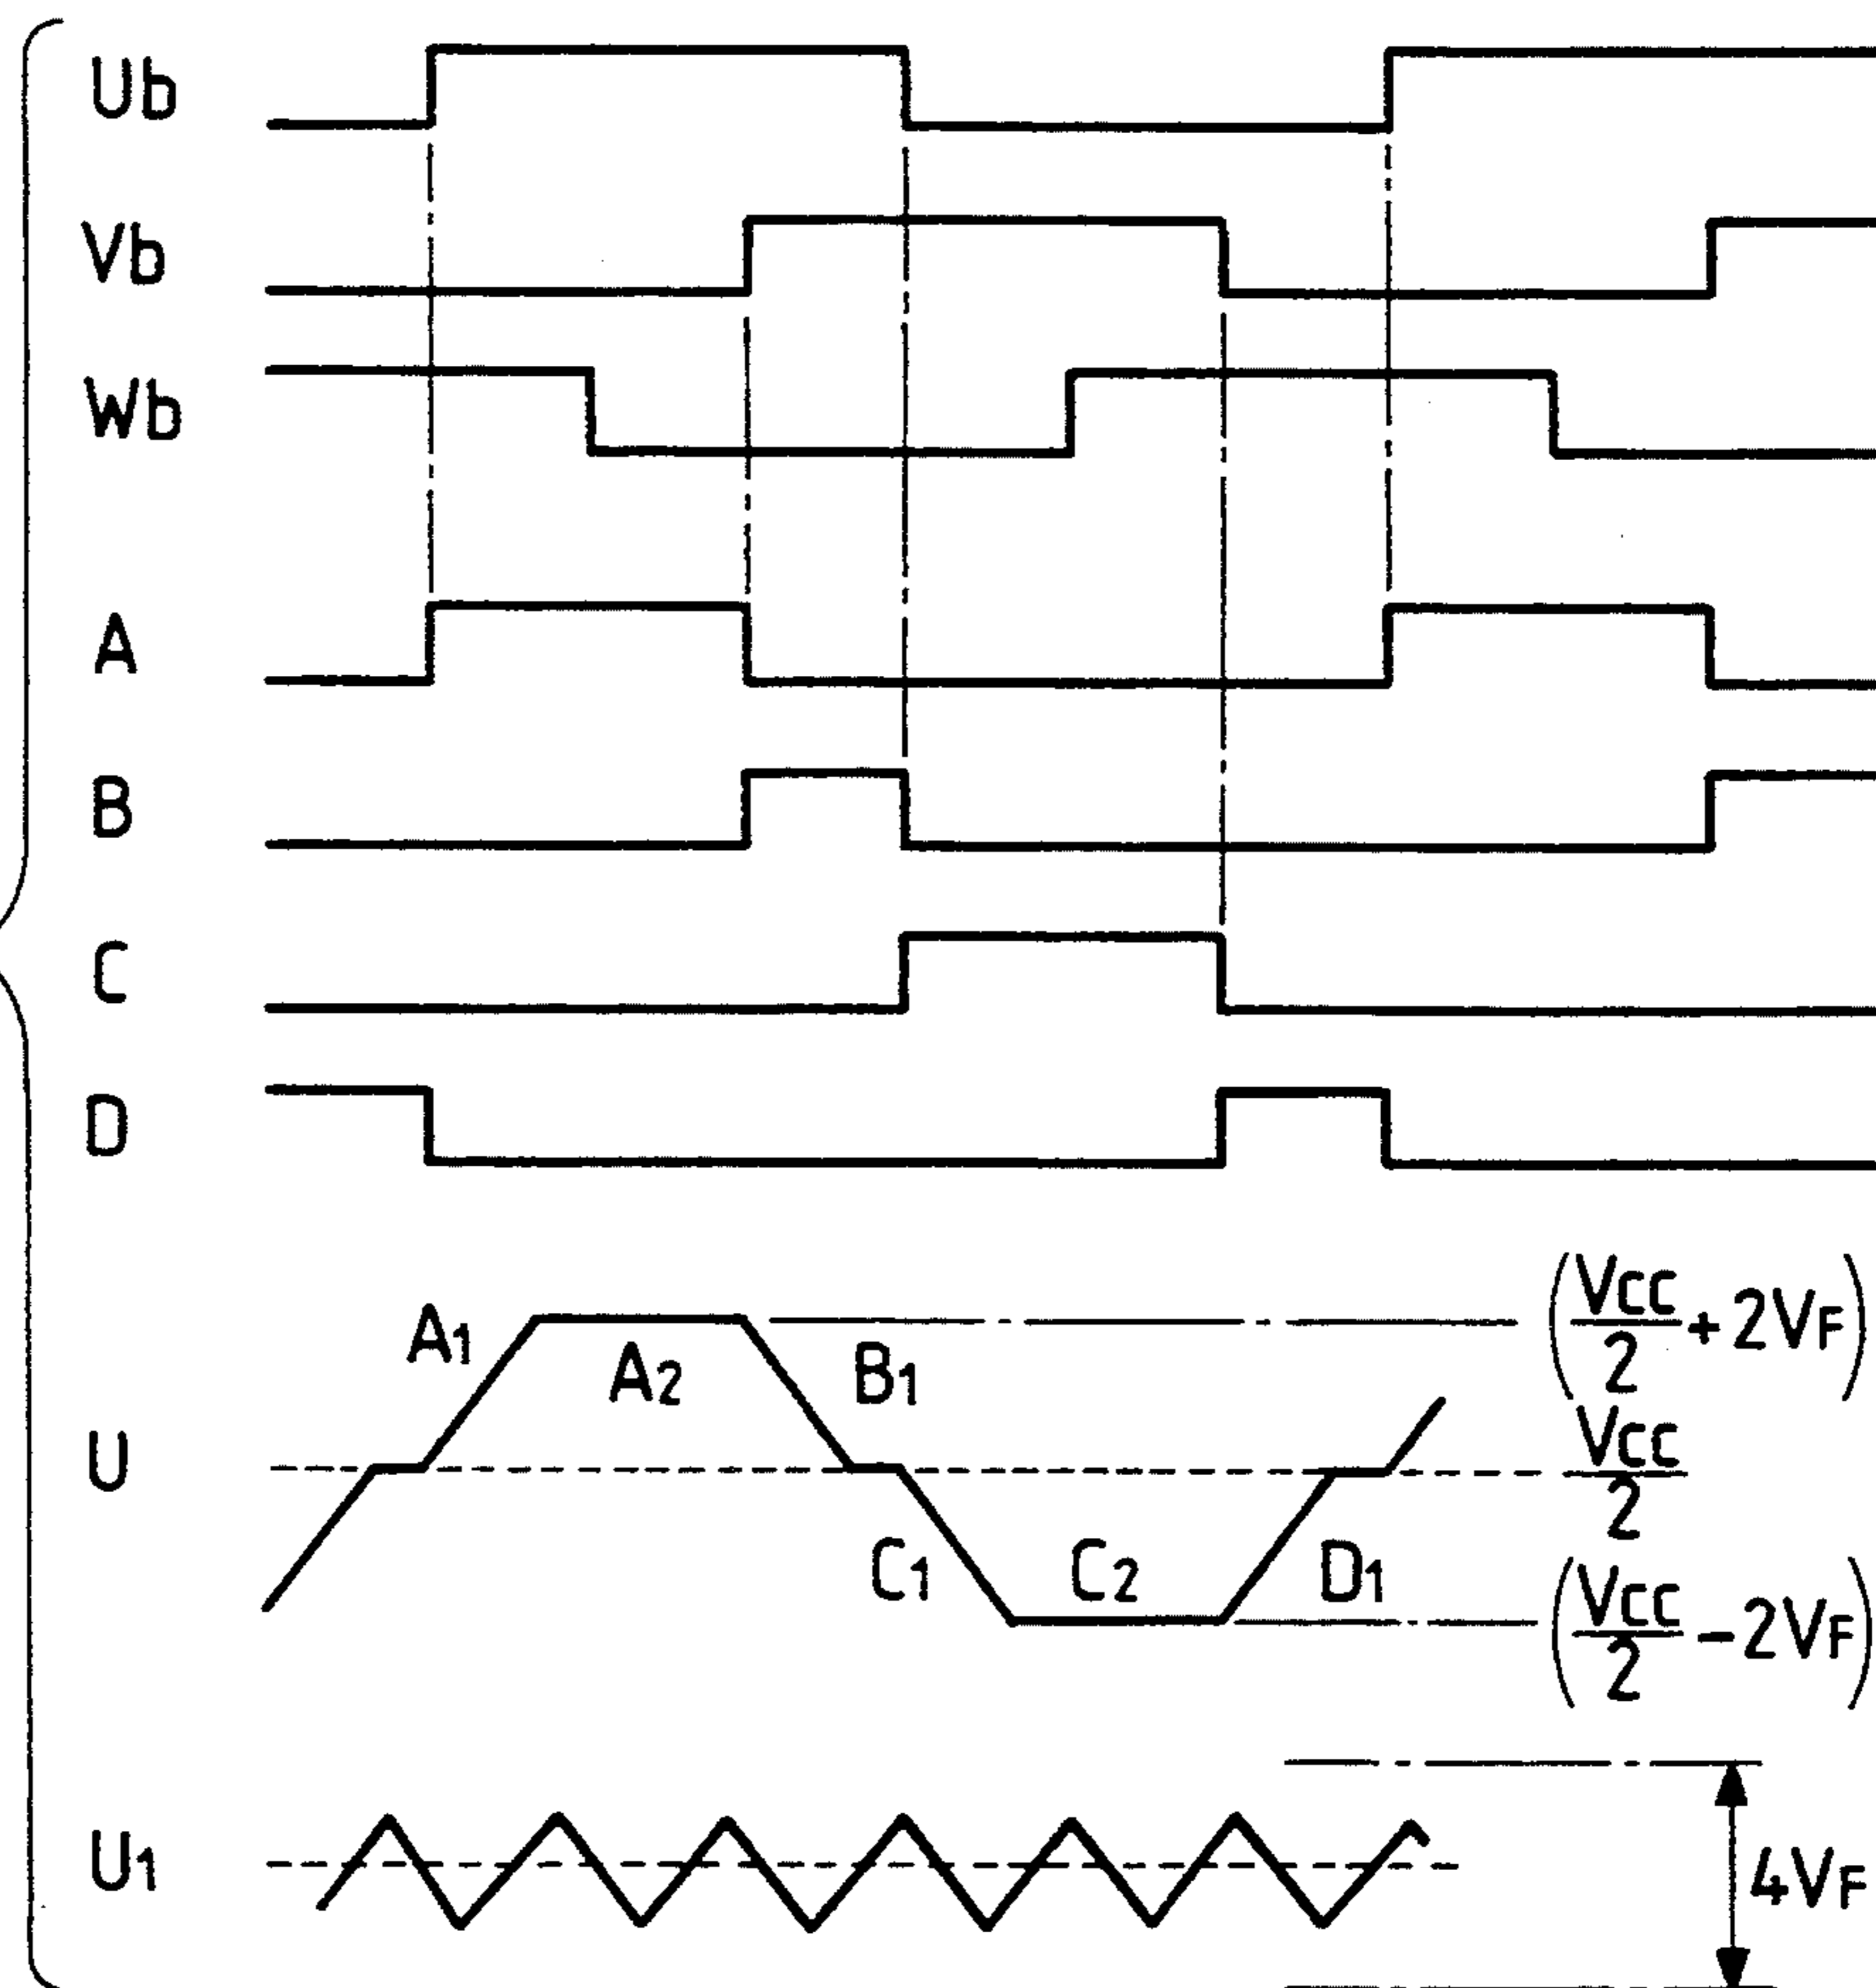 Ub
Vb
Wb
A
B
C
D
U
A1
A2
B1
C1
C2
D1
(Vcc/2+2VF)
Vcc/2
(Vcc/2-2VF)
U1
4VF